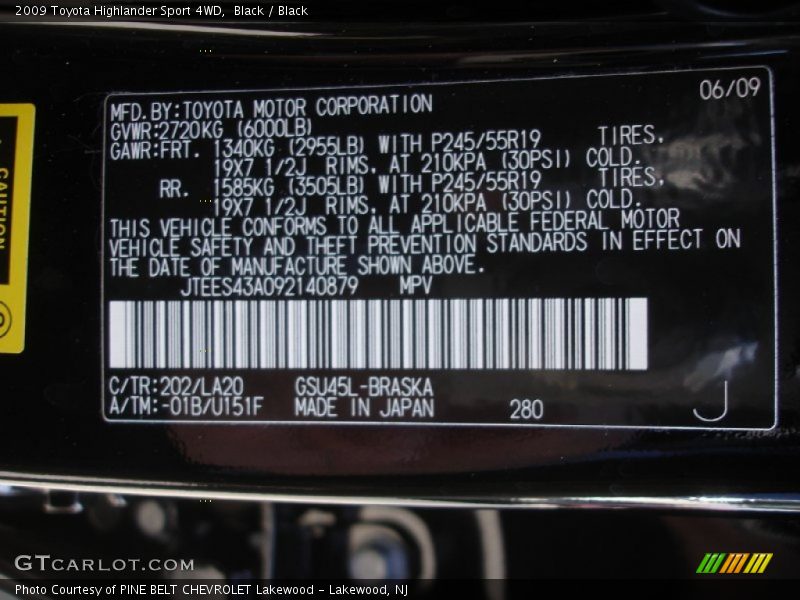 2009 Toyota Highlander Sport 4WD,  Black / Black
06/09
MFD.BY:TOYOTA MOTOR CORPORATION
GVWR:2720KG (6000LB)
GAWR:FRT. 1340KG (2955LB) WITH P245/55R19 TIRES,
19X7 1/2J RIMS, AT 210KPA (30PSI) COLD.
RR. 1585KG (3505LB) WITH P245/55R19 TIRES,
19X7 1/2J RIMS, AT 210KPA (30PSI) COLD.
THIS VEHICLE CONFORMS TO ALL APPLICABLE FEDERAL MOTOR
VEHICLE SAFETY AND THEFT PREVENTION STANDARDS IN EFFECT ON
THE DATE OF MANUFACTURE SHOWN ABOVE.
JTEES43A092140879 MPV
C/TR:202/LA20 GSU45L-BRASKA
A/TM:-01B/U151F MADE IN JAPAN 280
J
CAUTION
GTCARLOT.COM
Photo Courtesy of PINE BELT CHEVROLET Lakewood - Lakewood, NJ